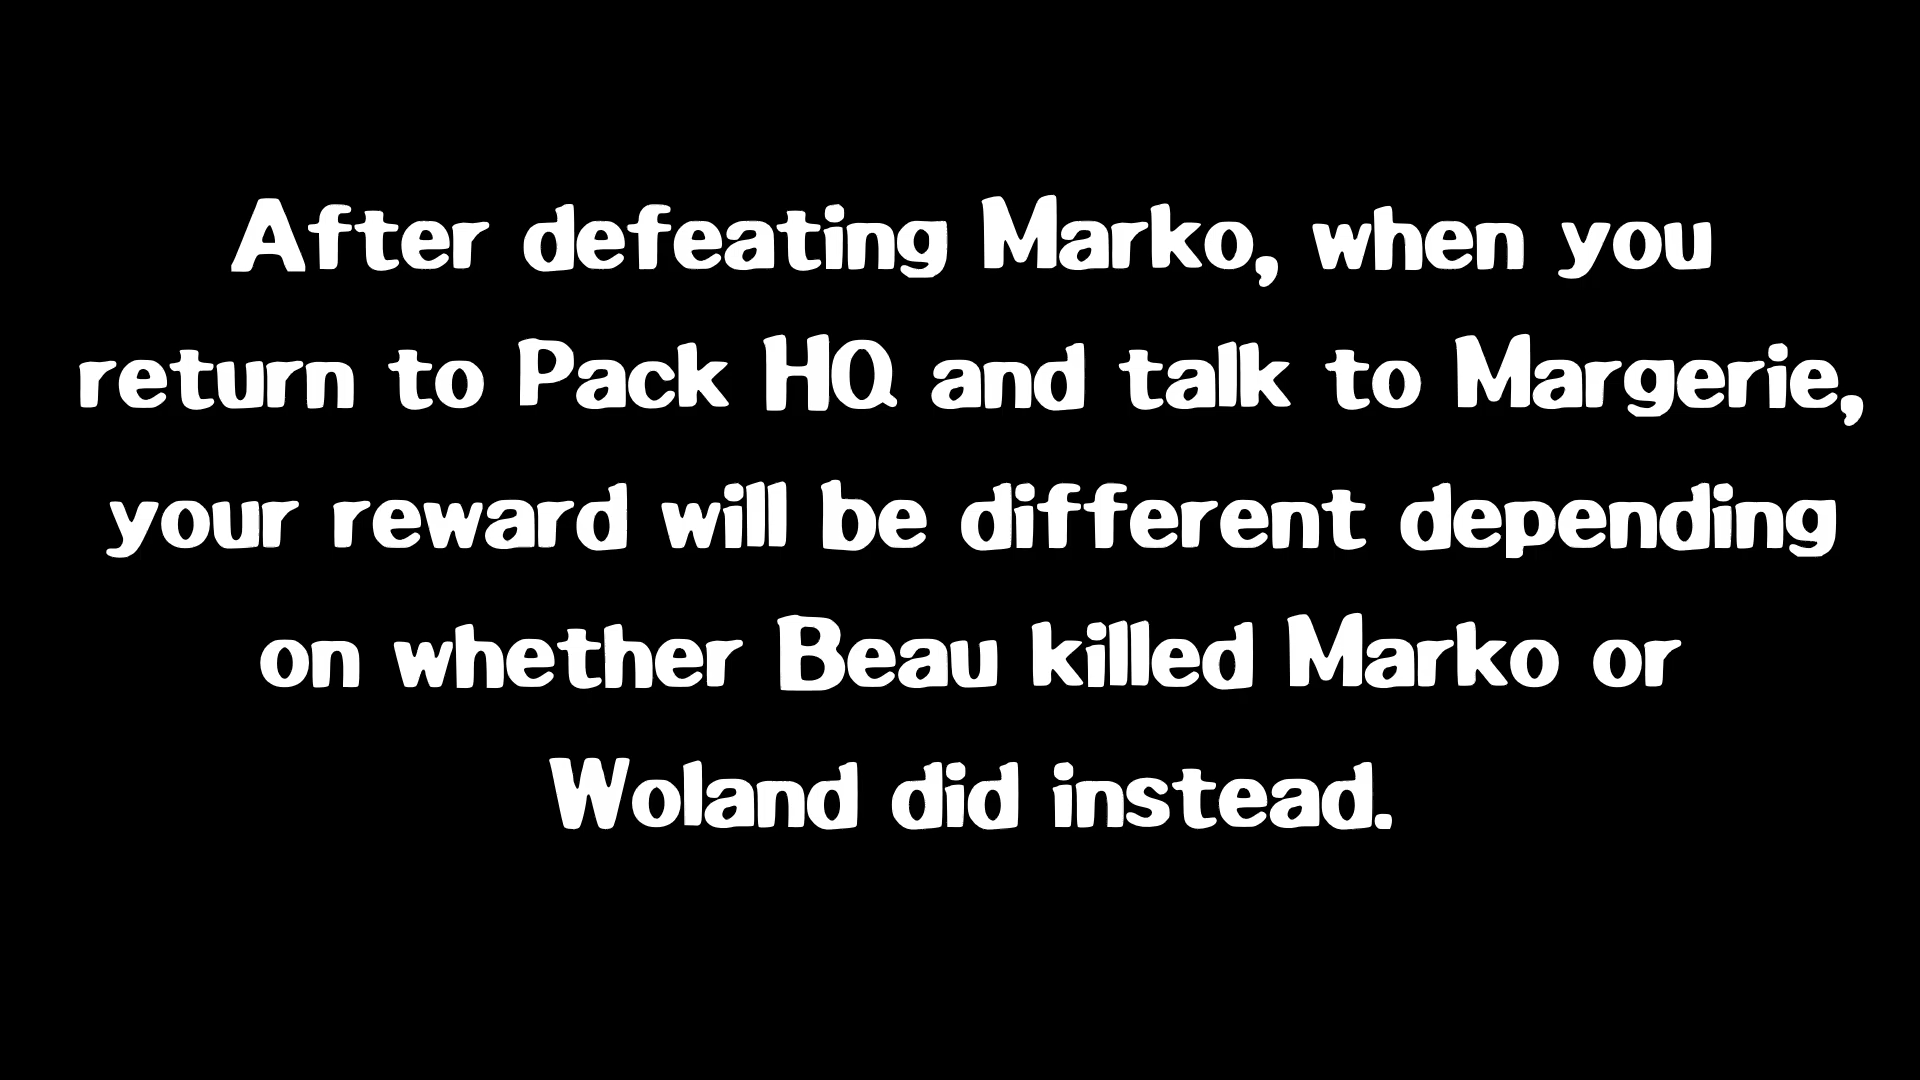 After defeating Marko, when you
return to Pack HQ and talk to Margerie,
your reward will be different depending
on whether Beau killed Marko or
Woland did instead.